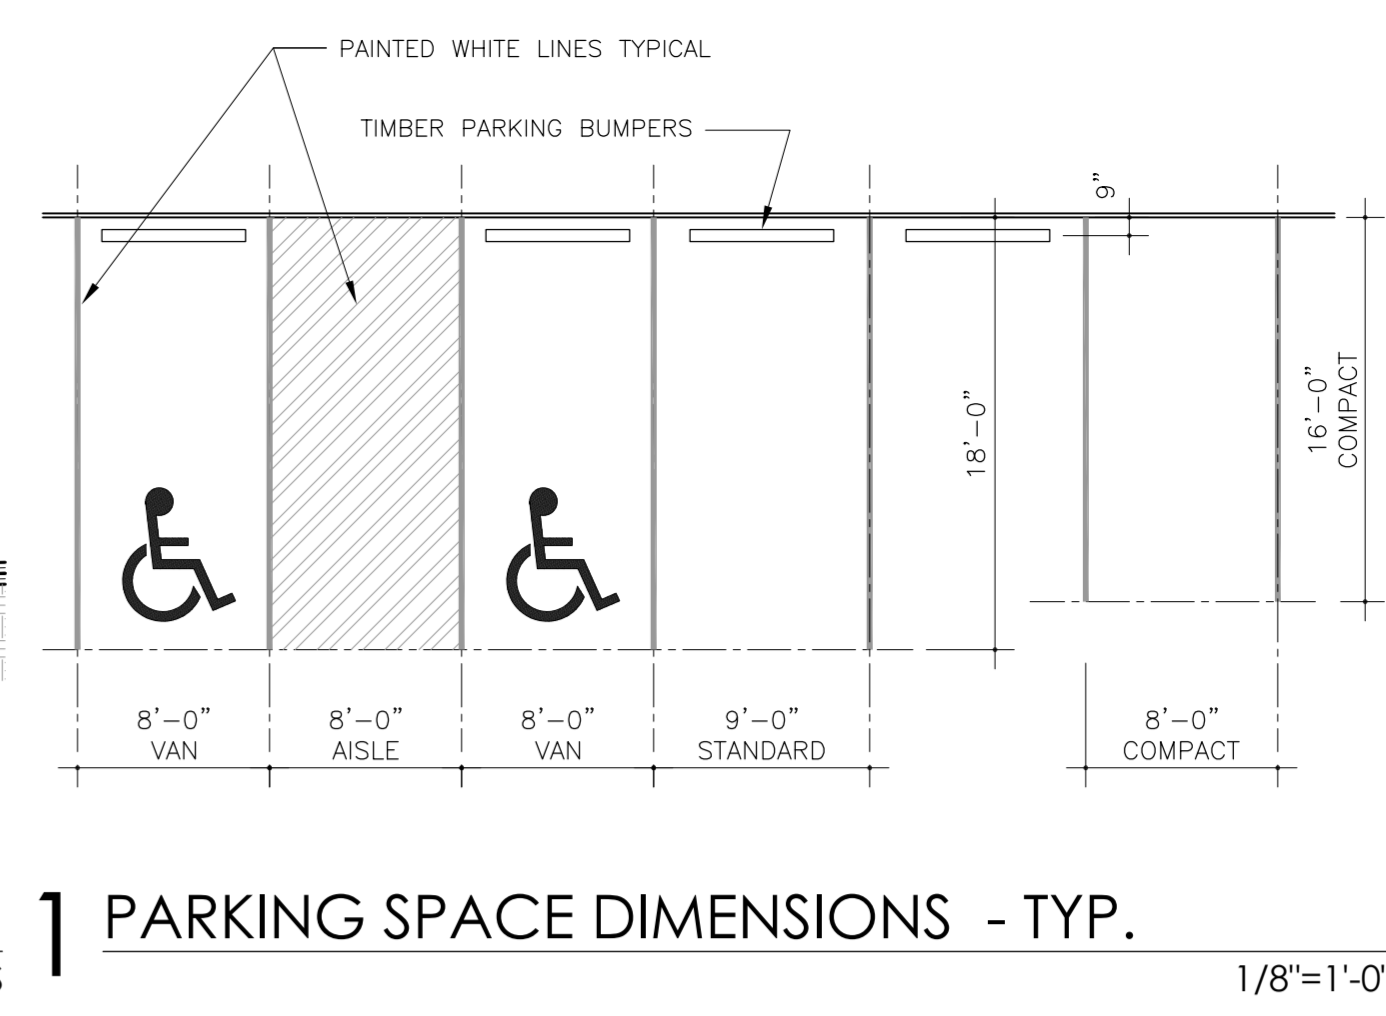 PAINTED WHITE LINES TYPICAL
TIMBER PARKING BUMPERS
9”
18’-0”
16’-0”
COMPACT
8’-0”
VAN
8’-0”
AISLE
8’-0”
VAN
9’-0”
STANDARD
8’-0”
COMPACT
1 PARKING SPACE DIMENSIONS - TYP.
1/8"=1'-0"